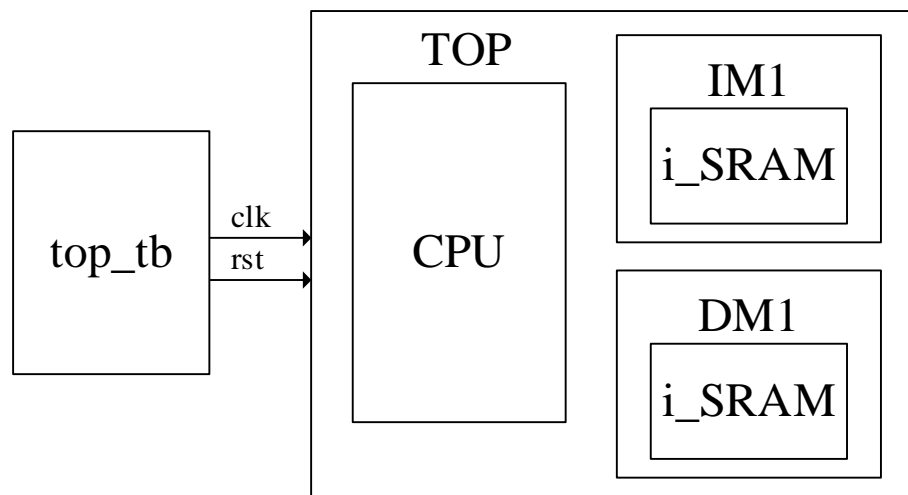 top_tb
clk
rst
TOP
CPU
IM1
i_SRAM
DM1
i_SRAM